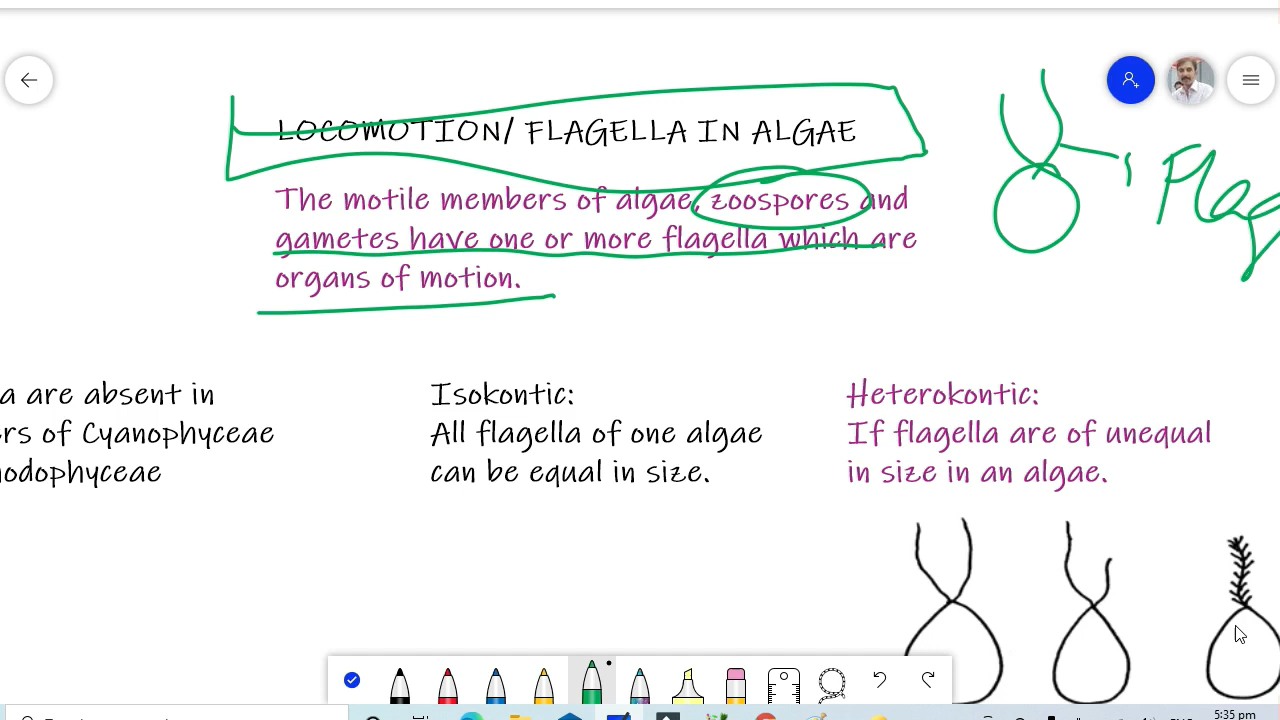 LOCOMOTION/ FLAGELLA IN ALGAE
The motile members of algae, zoospores and
gametes have one or more flagella which are
organs of motion.
Flag
a are absent in
ers of Cyanophyceae
hodophyceae
Isokontic:
All flagella of one algae
can be equal in size.
Heterokontic:
If flagella are of unequal
in size in an algae.
5:35 pm